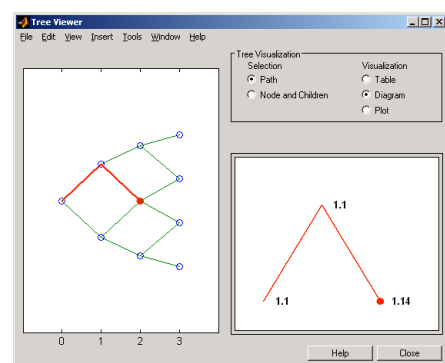 Tree Viewer
File Edit View Insert Tools Window Help
Tree Visualization
Selection
Visualization
Path
Table
Node and Children
Diagram
Plot
1.1
1.1
1.14
0 1 2 3
Help Close